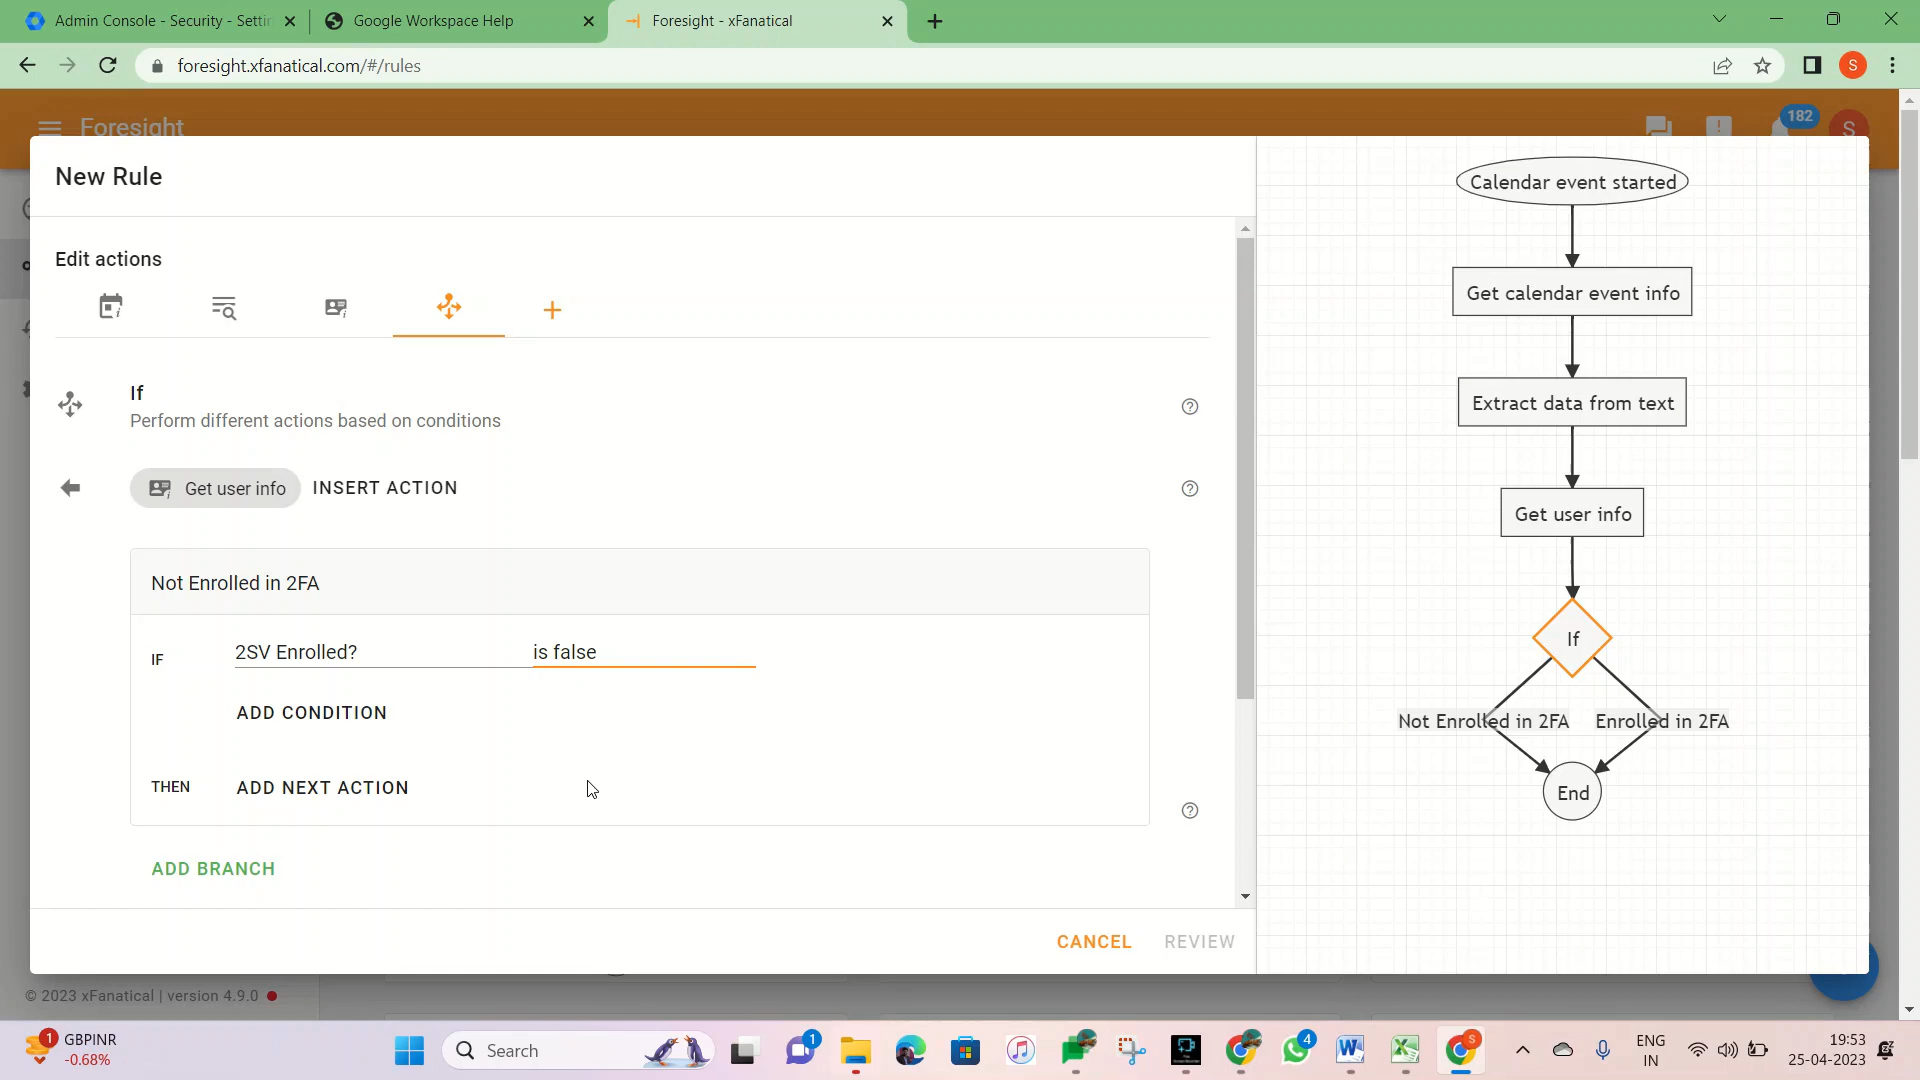 Admin Console - Security - Settin
Google Workspace Help
Foresight - xFanatical
foresight.xfanatical.com/#/rules
S
Foresight
182
S
New Rule
Edit actions
If
Perform different actions based on conditions
Get user info
INSERT ACTION
Not Enrolled in 2FA
IF
2SV Enrolled?
is false
ADD CONDITION
THEN
ADD NEXT ACTION
ADD BRANCH
CANCEL
REVIEW
Calendar event started
Get calendar event info
Extract data from text
Get user info
If
Not Enrolled in 2FA
Enrolled in 2FA
End
© 2023 xFanatical | version 4.9.0
1
GBPINR
-0.68%
Search
1
4
S
ENG
IN
19:53
25-04-2023